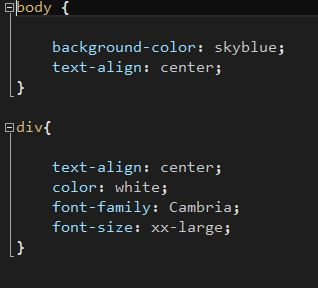 body {
background-color: skyblue;
text-align: center;
}
div{
text-align: center;
color: white;
font-family: Cambria;
font-size: xx-large;
}